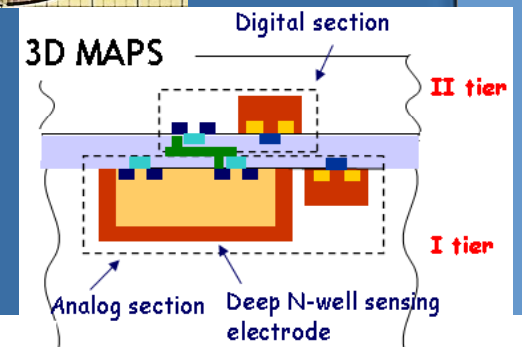 Digital section
3D MAPS
II tier
I tier
Analog section
Deep N-well sensing
electrode